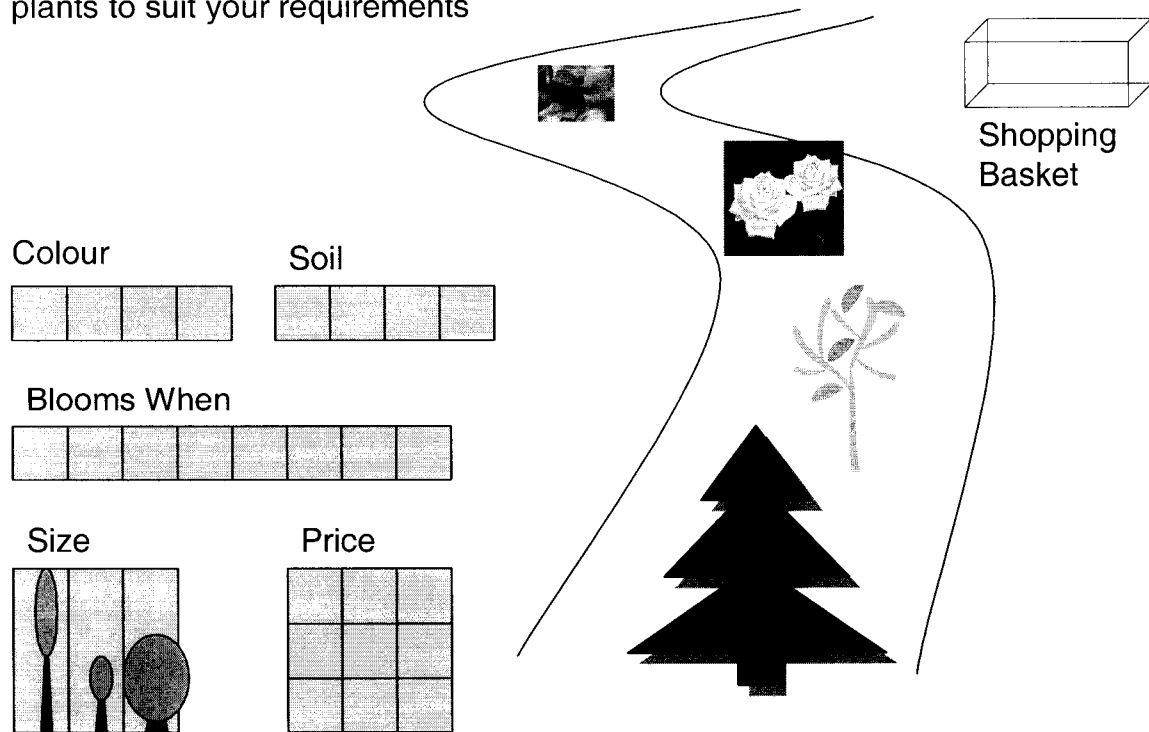 plants to suit your requirements
Shopping
Basket
Colour
Soil
Blooms When
Size
Price